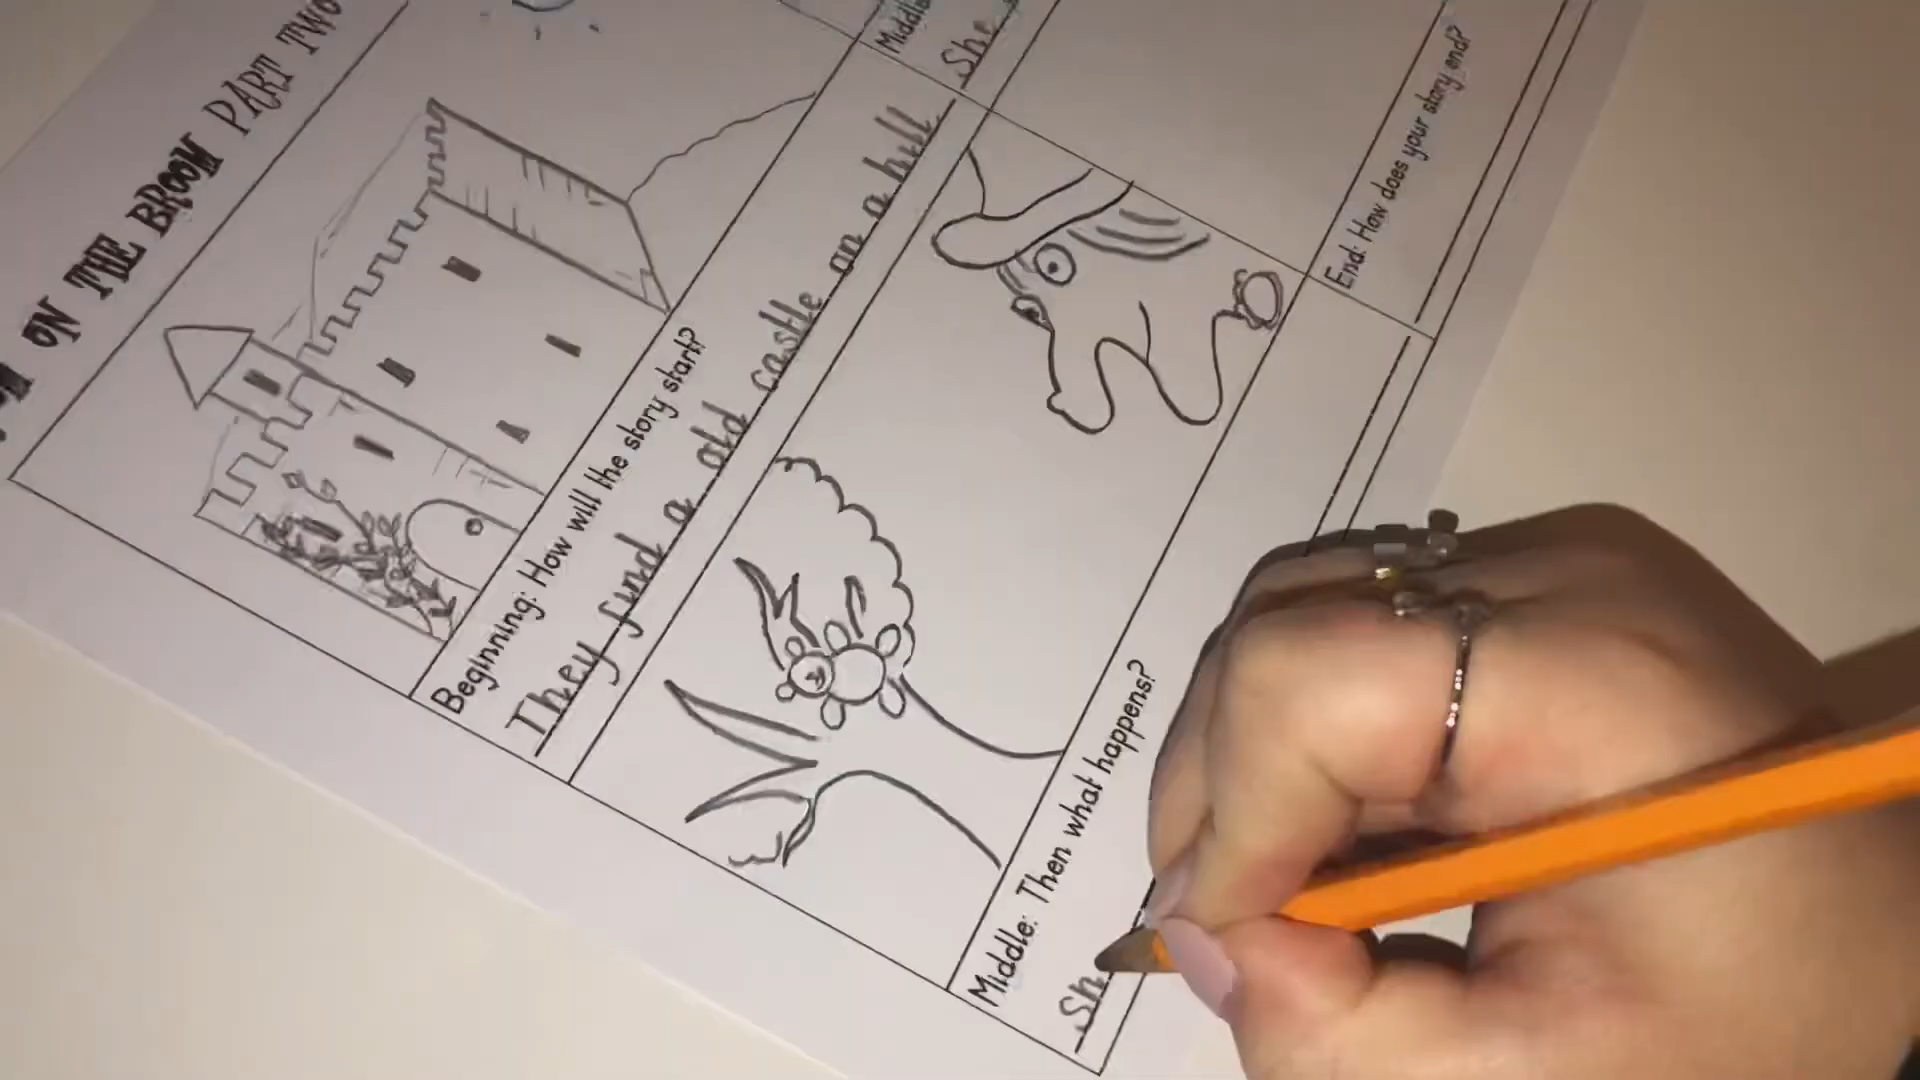 ON THE BROOM PART TWO
Beginning: How will the story start?
They find a old castle on a hill
Middle
She
Middle: Then what happens?
Sh
End: How does your story end?